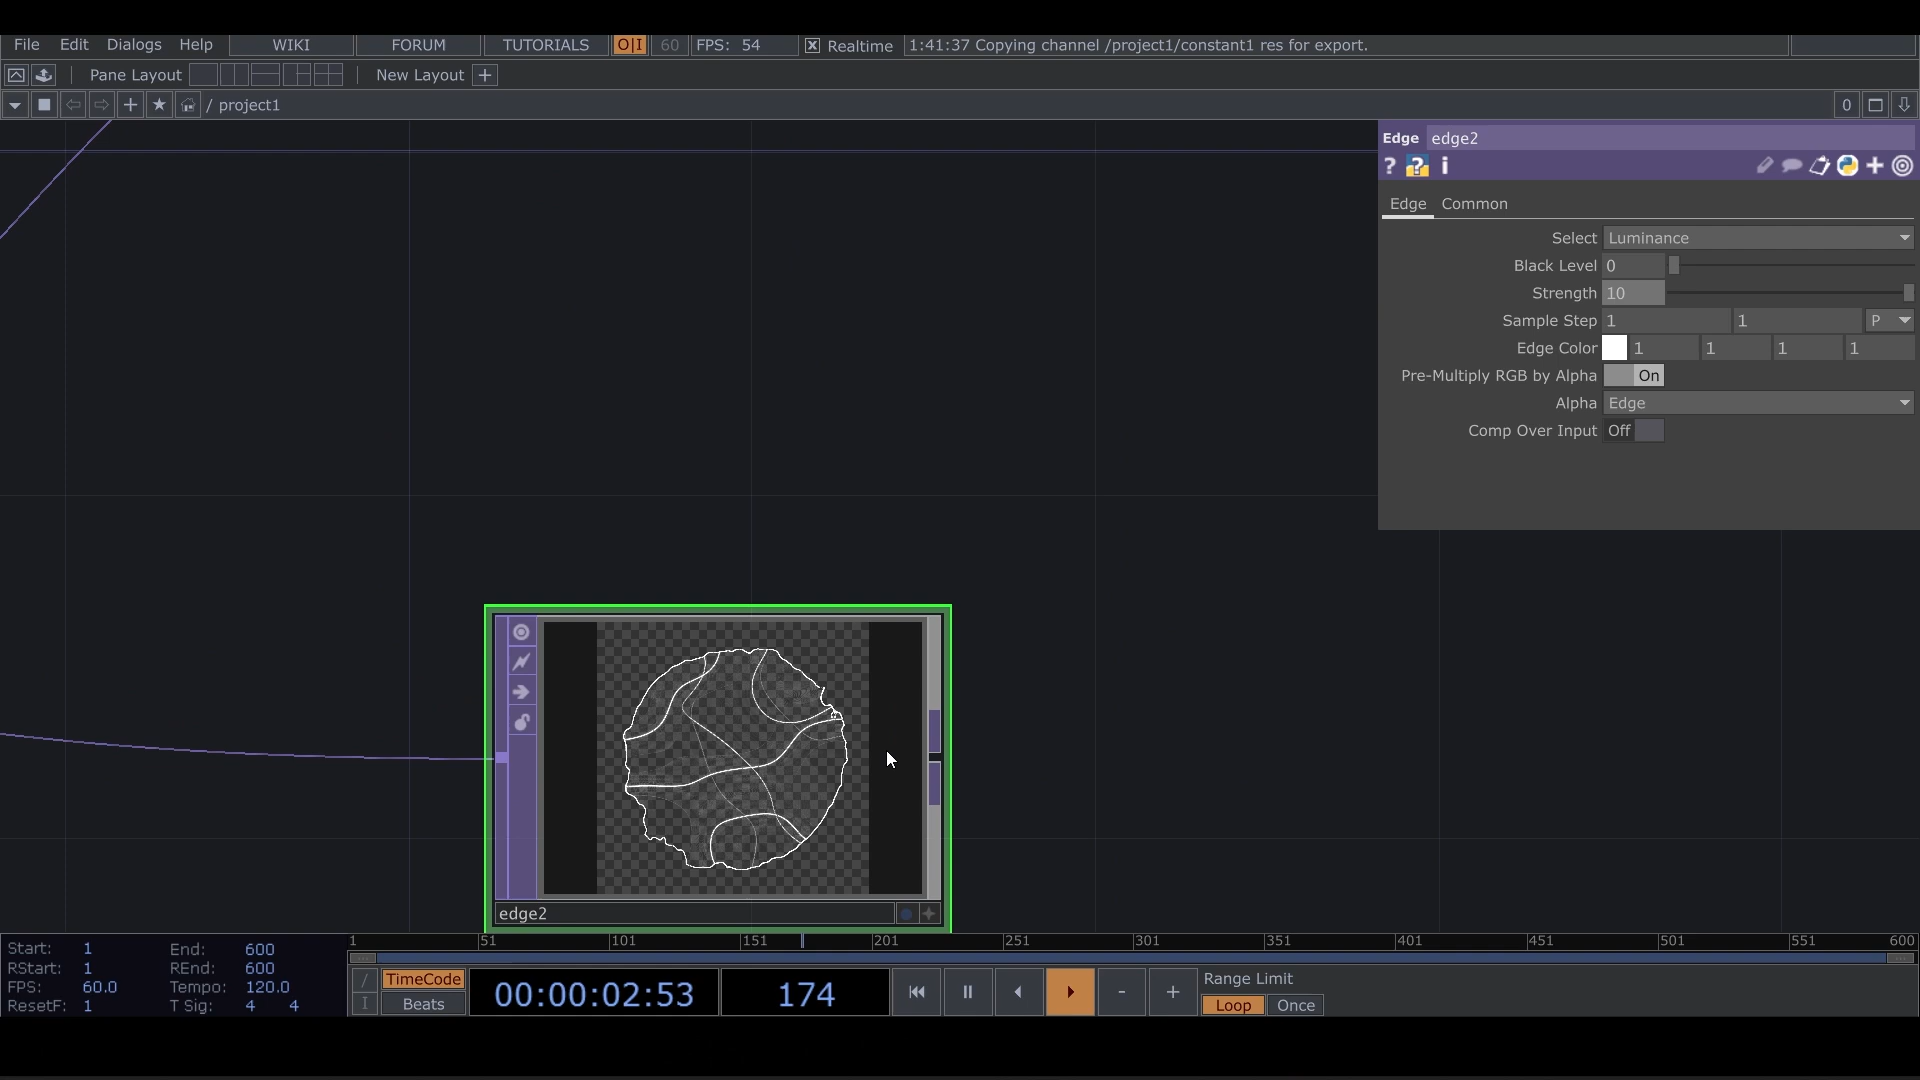 File Edit Dialogs Help WIKI FORUM TUTORIALS O|I 60 FPS: 54 Realtime 1:41:37 Copying channel /project1/constant1 res for export.
Pane Layout New Layout +
/ project1 0
Edge edge2
? ? i
Edge Common
Select Luminance
Black Level 0
Strength 10
Sample Step 1 1 P
Edge Color 1 1 1 1
Pre-Multiply RGB by Alpha On
Alpha Edge
Comp Over Input Off
edge2
1 51 101 151 201 251 301 351 401 451 501 551 600
Start: 1 End: 600
RStart: 1 REnd: 600
FPS: 60.0 Tempo: 120.0
ResetF: 1 T Sig: 4 4
/ TimeCode
I Beats
00:00:02:53 174 - +
Range Limit
Loop Once